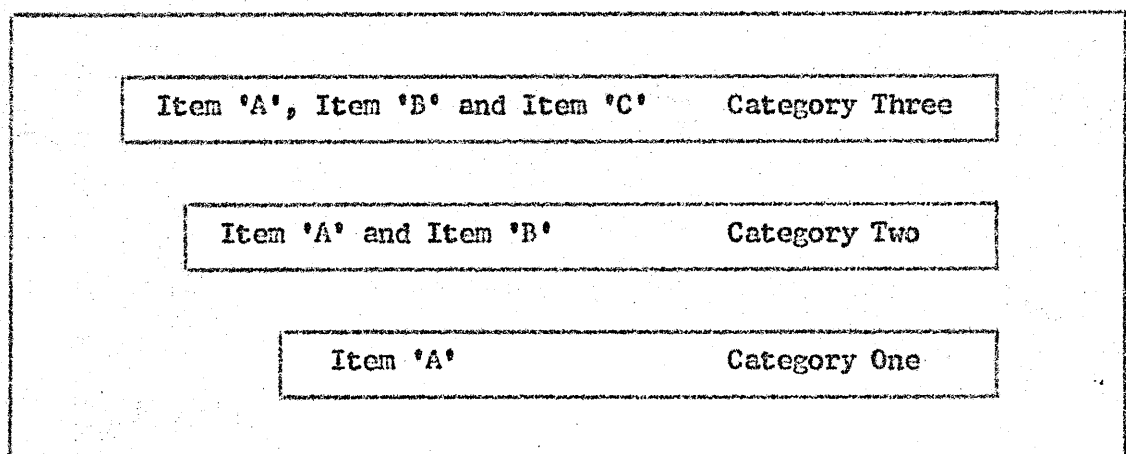 Item 'A', Item 'B' and Item 'C' Category Three
Item 'A' and Item 'B' Category Two
Item 'A' Category One